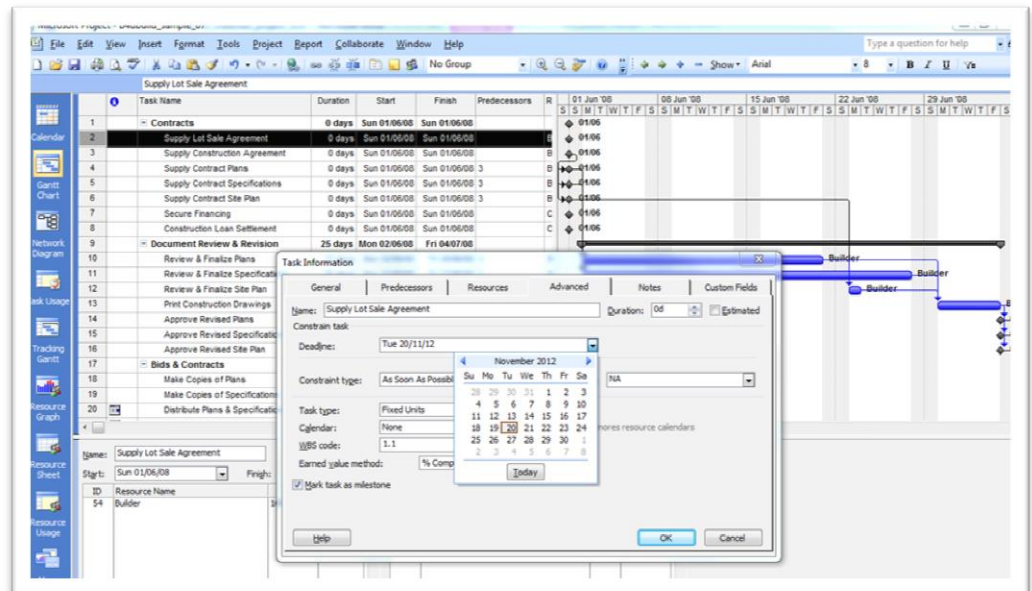 File Edit View Insert Format Tools Project Report Collaborate Window Help
Type a question for help
No Group Show Arial 8 B I U
Supply Lot Sale Agreement
Task Name Duration Start Finish Predecessors R 01 Jun '08 08 Jun '08 15 Jun '08 22 Jun '08 29 Jun '08
S S M T W T F S S M T W T F S S M T W T F S S M T W T F S S M T W T F S
1 Contracts 0 days Sun 01/06/08 Sun 01/06/08 01/06
Calendar
2 Supply Lot Sale Agreement 0 days Sun 01/06/08 Sun 01/06/08 B 01/06
3 Supply Construction Agreement 0 days Sun 01/06/08 Sun 01/06/08 B 01/06
4 Supply Contract Plans 0 days Sun 01/06/08 Sun 01/06/08 3 B 01/06
5 Supply Contract Specifications 0 days Sun 01/06/08 Sun 01/06/08 3 B 01/06
Gantt
Chart
6 Supply Contract Site Plan 0 days Sun 01/06/08 Sun 01/06/08 3 B 01/06
7 Secure Financing 0 days Sun 01/06/08 Sun 01/06/08 C 01/06
8 Construction Loan Settlement 0 days Sun 01/06/08 Sun 01/06/08 C 01/06
Network
Diagram
9 Document Review & Revision 25 days Mon 02/06/08 Fri 04/07/08
10 Review & Finalize Plans Builder
11 Review & Finalize Specificati Builder
12 Review & Finalize Site Plan Builder
ask Usage
13 Print Construction Drawings
14 Approve Revised Plans
15 Approve Revised Specificatio
Tracking
Gantt
16 Approve Revised Site Plan
17 Bids & Contracts
18 Make Copies of Plans
19 Make Copies of Specification
20 Distribute Plans & Specificatio
Resource
Graph
Task Information
General Predecessors Resources Advanced Notes Custom Fields
Name: Supply Lot Sale Agreement Duration: 0d Estimated
Constrain task
Deadline: Tue 20/11/12
November 2012
Constraint type: As Soon As Possibl NA
Su Mo Tu We Th Fr Sa
28 29 30 31 1 2 3
4 5 6 7 8 9 10
11 12 13 14 15 16 17
18 19 20 21 22 23 24
25 26 27 28 29 30 1
2 3 4 5 6 7 8
Today
Task type: Fixed Units
Calendar: None nores resource calendars
WBS code: 1.1
Earned value method: % Comp
Mark task as milestone
Help OK Cancel
Name: Supply Lot Sale Agreement
Resource
Sheet
Start: Sun 01/06/08 Finish:
ID Resource Name
54 Builder
Resource
Usage